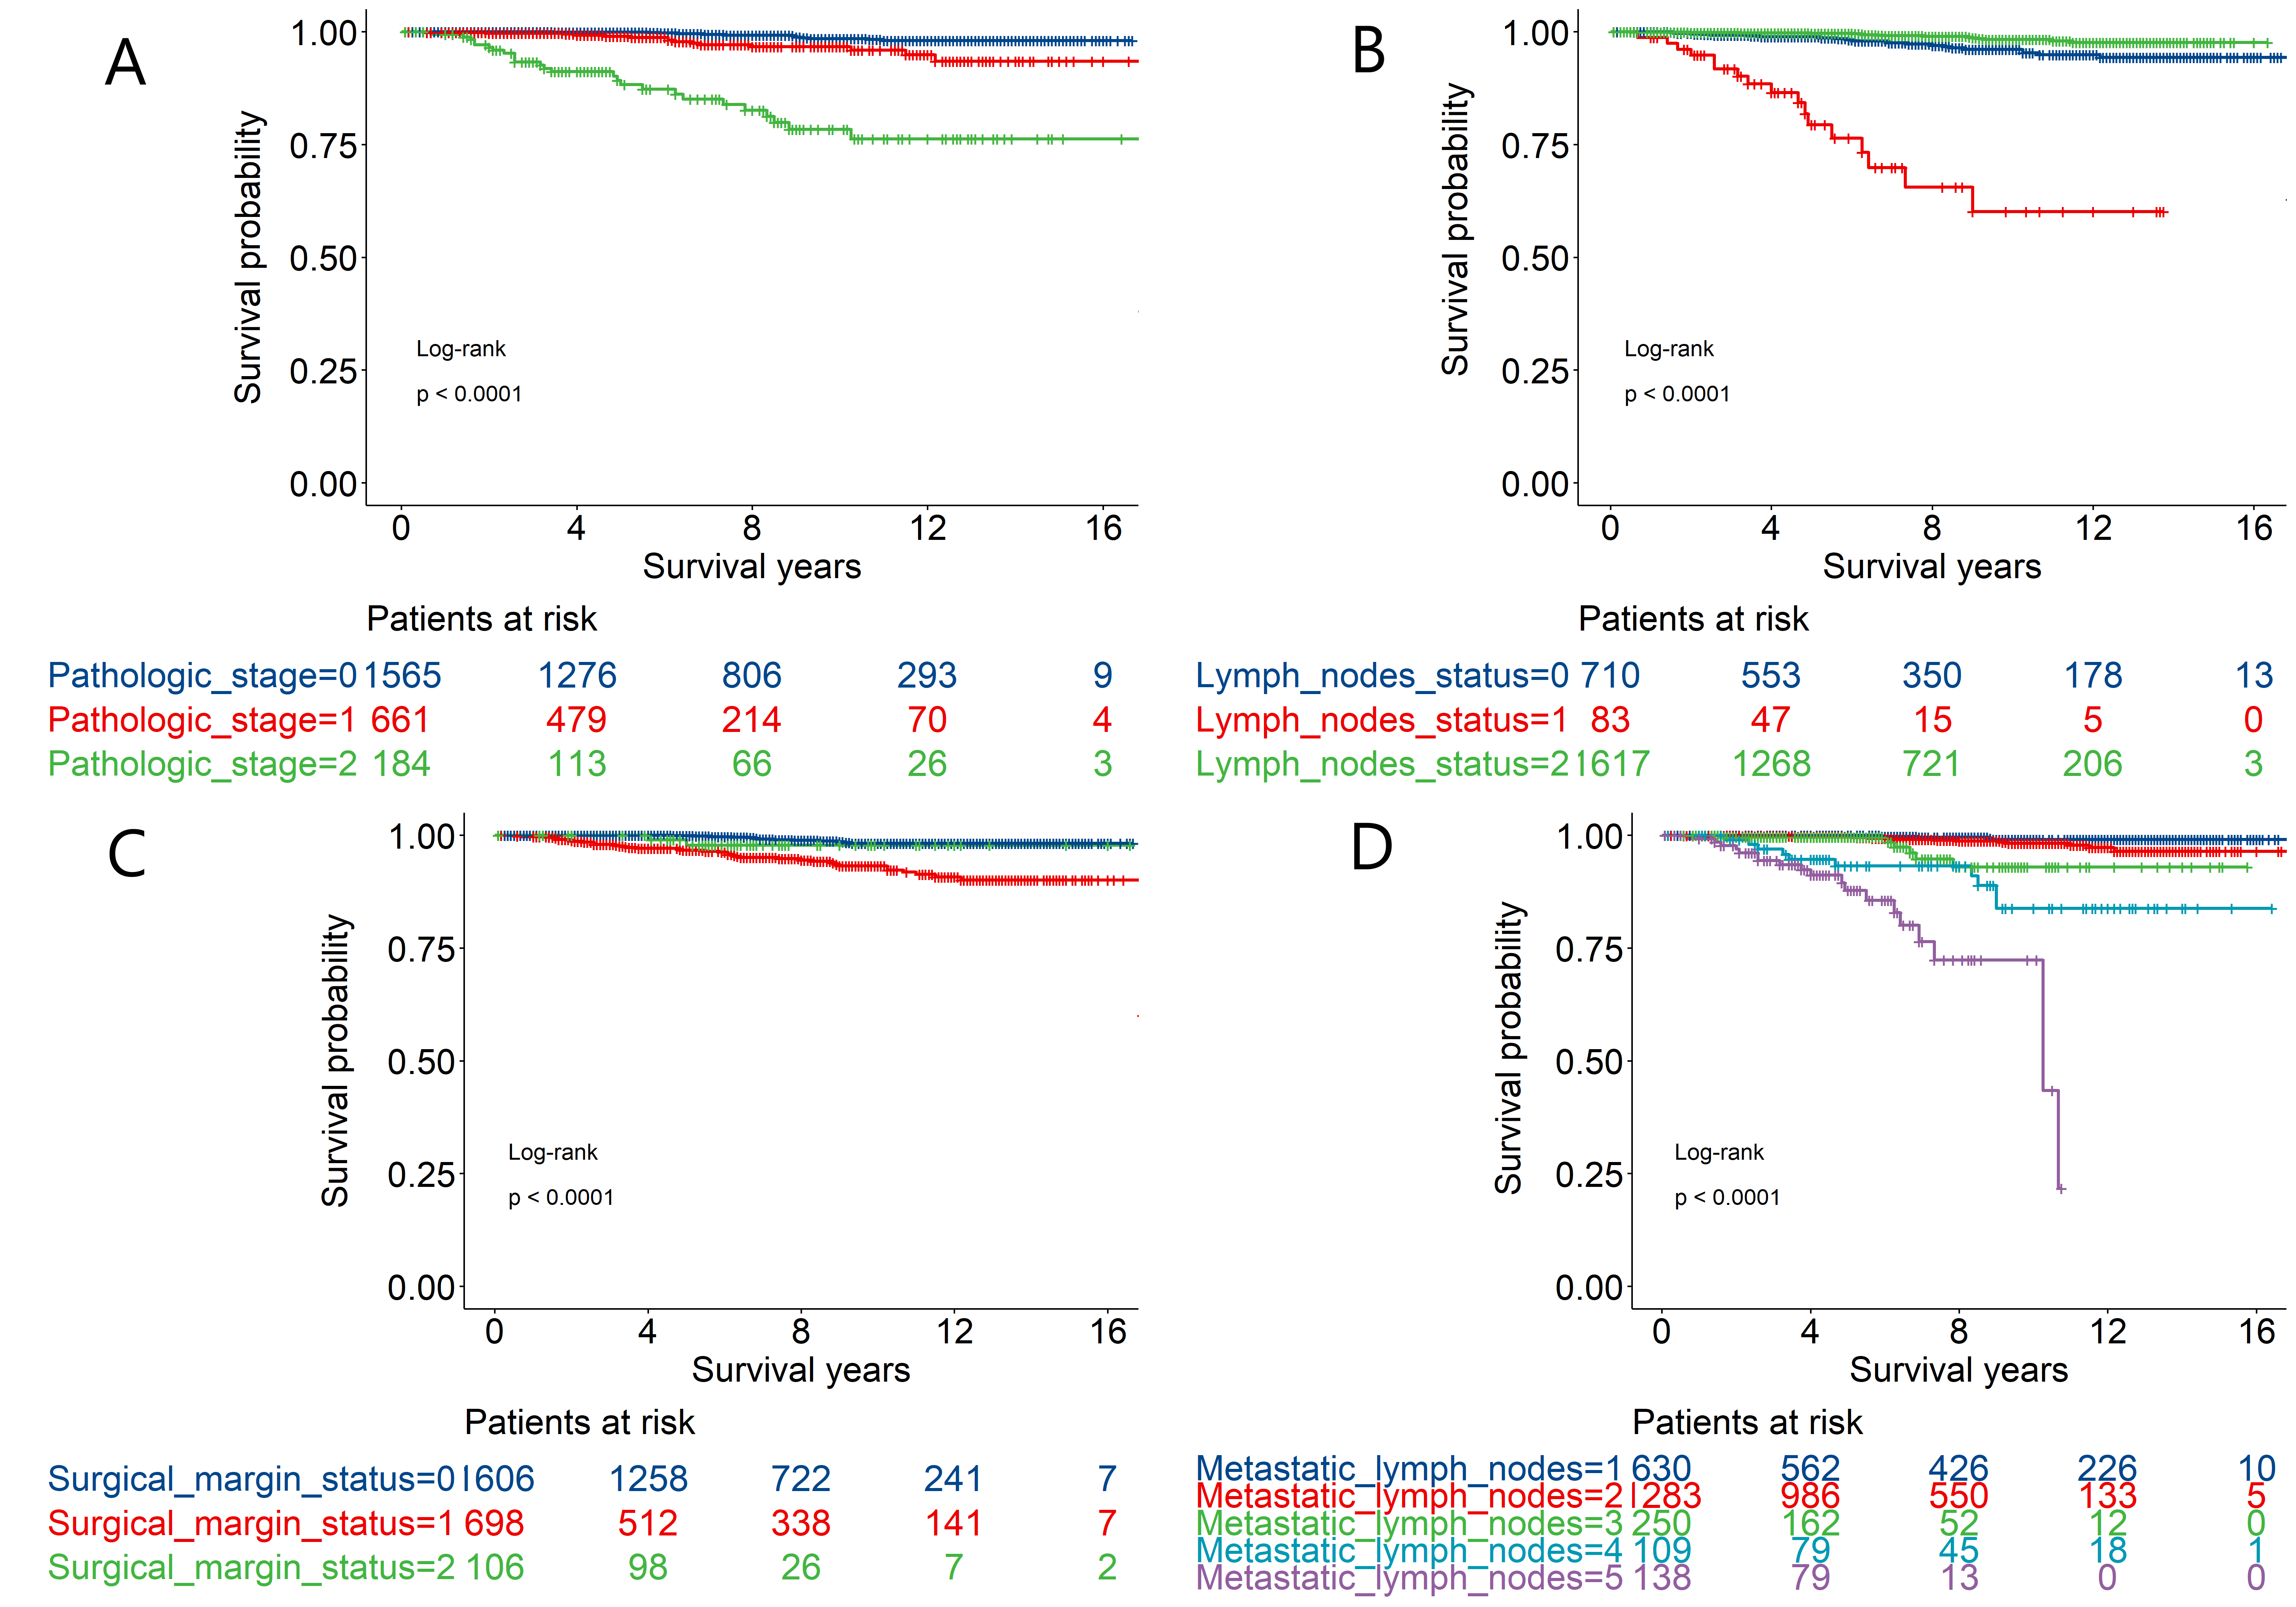 A
1.00
0.75
0.50
0.25
0.00
Survival probability
Log-rank
p < 0.0001
0 4 8 12 16
Survival years
Patients at risk
Pathologic_stage=0 1565 1276 806 293 9
Pathologic_stage=1 661 479 214 70 4
Pathologic_stage=2 184 113 66 26 3
B
1.00
0.75
0.50
0.25
0.00
Survival probability
Log-rank
p < 0.0001
0 4 8 12 16
Survival years
Patients at risk
Lymph_nodes_status=0 710 553 350 178 13
Lymph_nodes_status=1 83 47 15 5 0
Lymph_nodes_status=2 1617 1268 721 206 3
C
1.00
0.75
0.50
0.25
0.00
Survival probability
Log-rank
p < 0.0001
0 4 8 12 16
Survival years
Patients at risk
Surgical_margin_status=0 1606 1258 722 241 7
Surgical_margin_status=1 698 512 338 141 7
Surgical_margin_status=2 106 98 26 7 2
D
1.00
0.75
0.50
0.25
0.00
Survival probability
Log-rank
p < 0.0001
0 4 8 12 16
Survival years
Patients at risk
Metastatic_lymph_nodes=1 630 562 426 226 10
Metastatic_lymph_nodes=2 1283 986 550 133 5
Metastatic_lymph_nodes=3 250 162 52 12 0
Metastatic_lymph_nodes=4 109 79 45 18 1
Metastatic_lymph_nodes=5 138 79 13 0 0